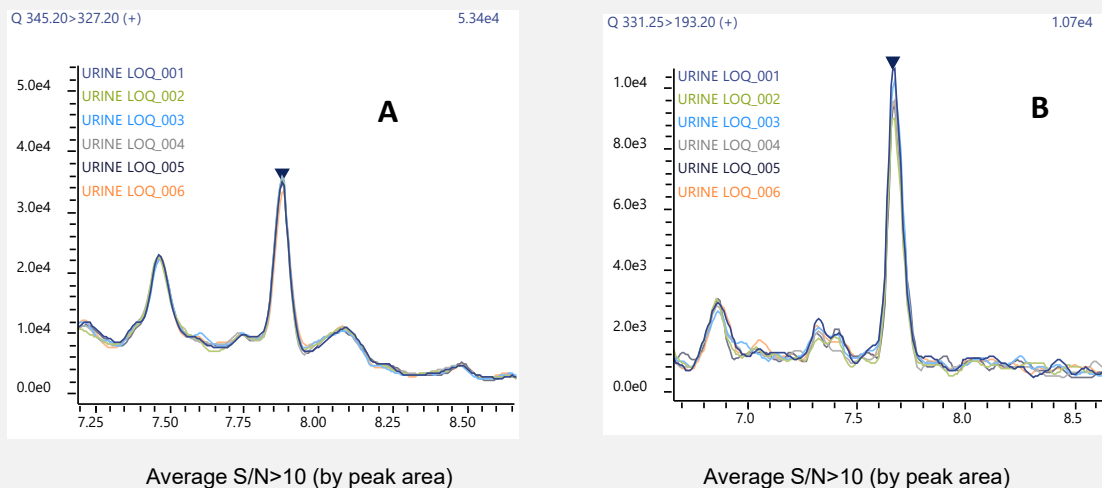 Q 345.20>327.20 (+) 5.34e4
URINE LOQ_001
URINE LOQ_002
URINE LOQ_003
URINE LOQ_004
URINE LOQ_005
URINE LOQ_006
A
5.0e4
4.0e4
3.0e4
2.0e4
1.0e4
0.0e0
7.25 7.50 7.75 8.00 8.25 8.50
Average S/N>10 (by peak area)
Q 331.25>193.20 (+) 1.07e4
URINE LOQ_001
URINE LOQ_002
URINE LOQ_003
URINE LOQ_004
URINE LOQ_005
URINE LOQ_006
B
1.0e4
8.0e3
6.0e3
4.0e3
2.0e3
0.0e0
7.0 7.5 8.0 8.5
Average S/N>10 (by peak area)